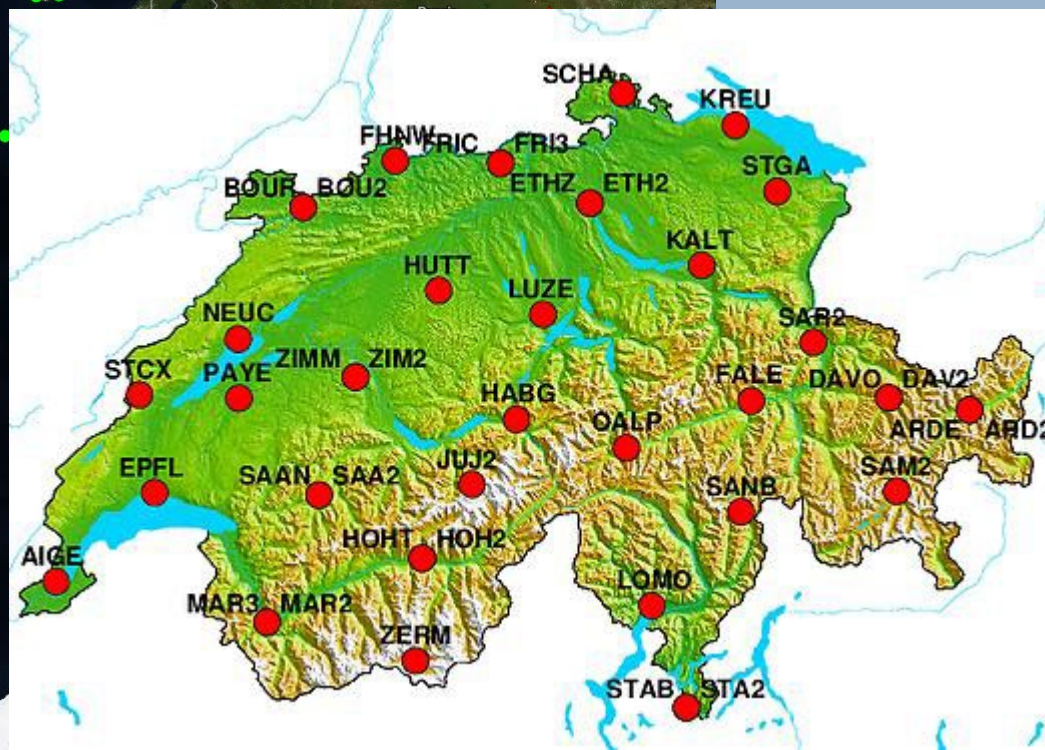 SCHA
KREU
FHNW FRIC FRI3
STGA
BOUR BOU2
ETHZ ETH2
KALT
HUTT
LUZE
NEUC
SAR2
STCX
PAYE
ZIMM ZIM2
FALE
DAVO DAV2
HABG
OALP
ARDE ARD2
EPFL
SAAN SAA2
JUJ2
SAM2
SANB
HOHT HOH2
AIGE
LOMO
MAR3 MAR2
ZERM
STAB STA2